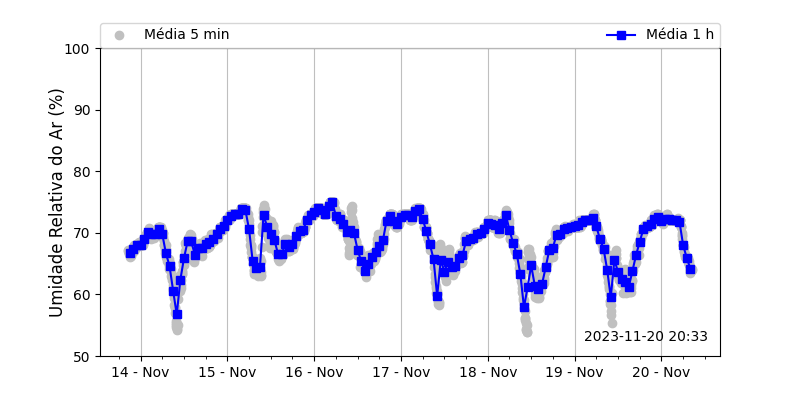 Média 5 min
Média 1 h
Umidade Relativa do Ar (%)
100
90
80
70
60
50
2023-11-20 20:33
14 - Nov
15 - Nov
16 - Nov
17 - Nov
18 - Nov
19 - Nov
20 - Nov